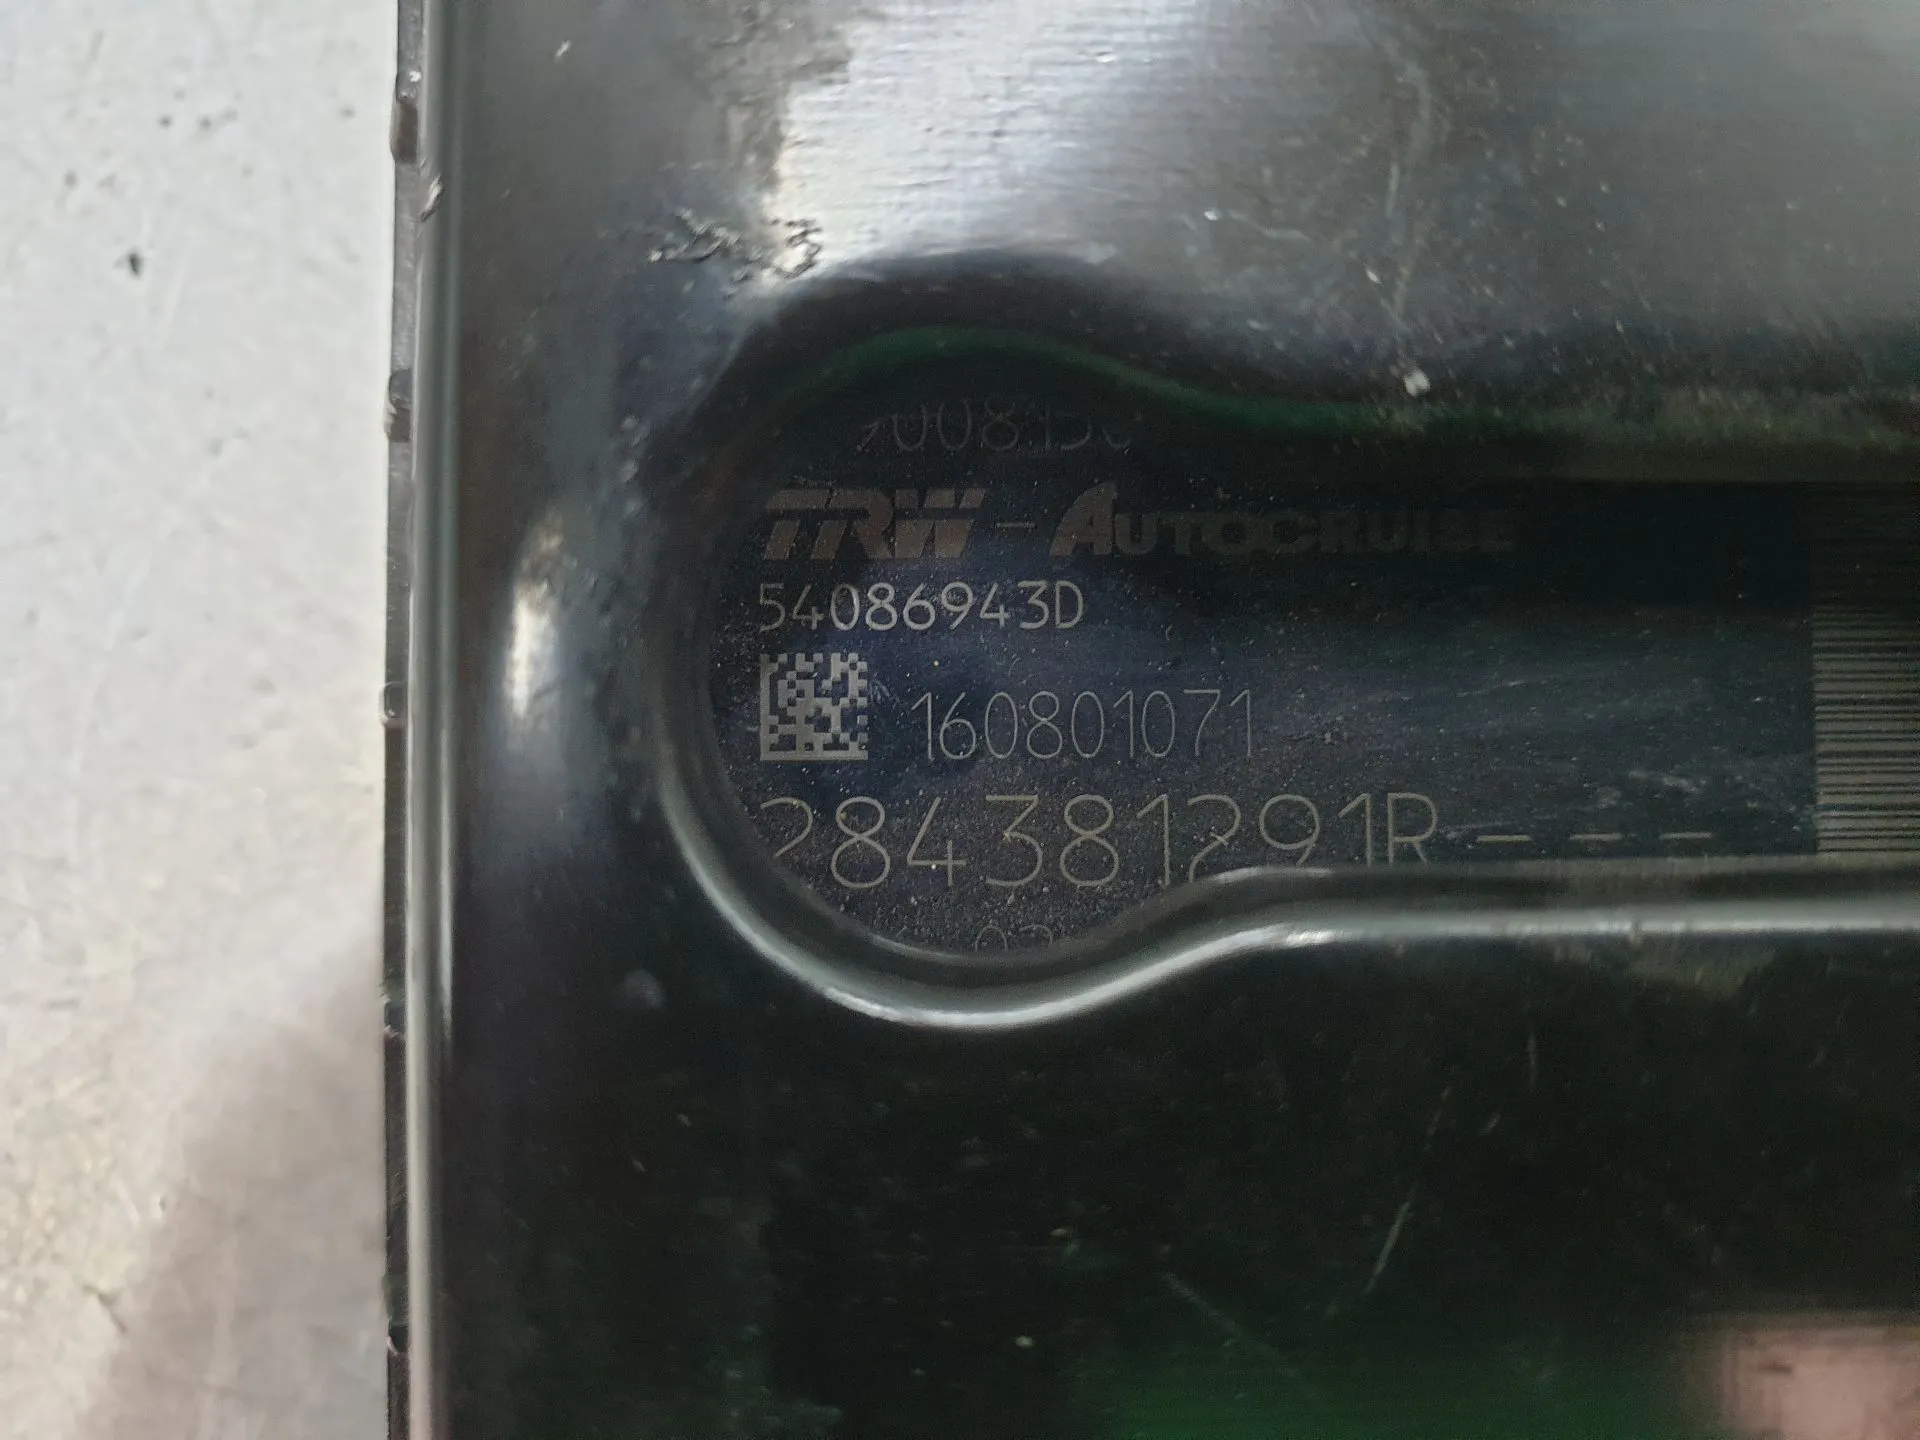 TRW-AUTOCRUISE
54086943D
160801071
284381291R---